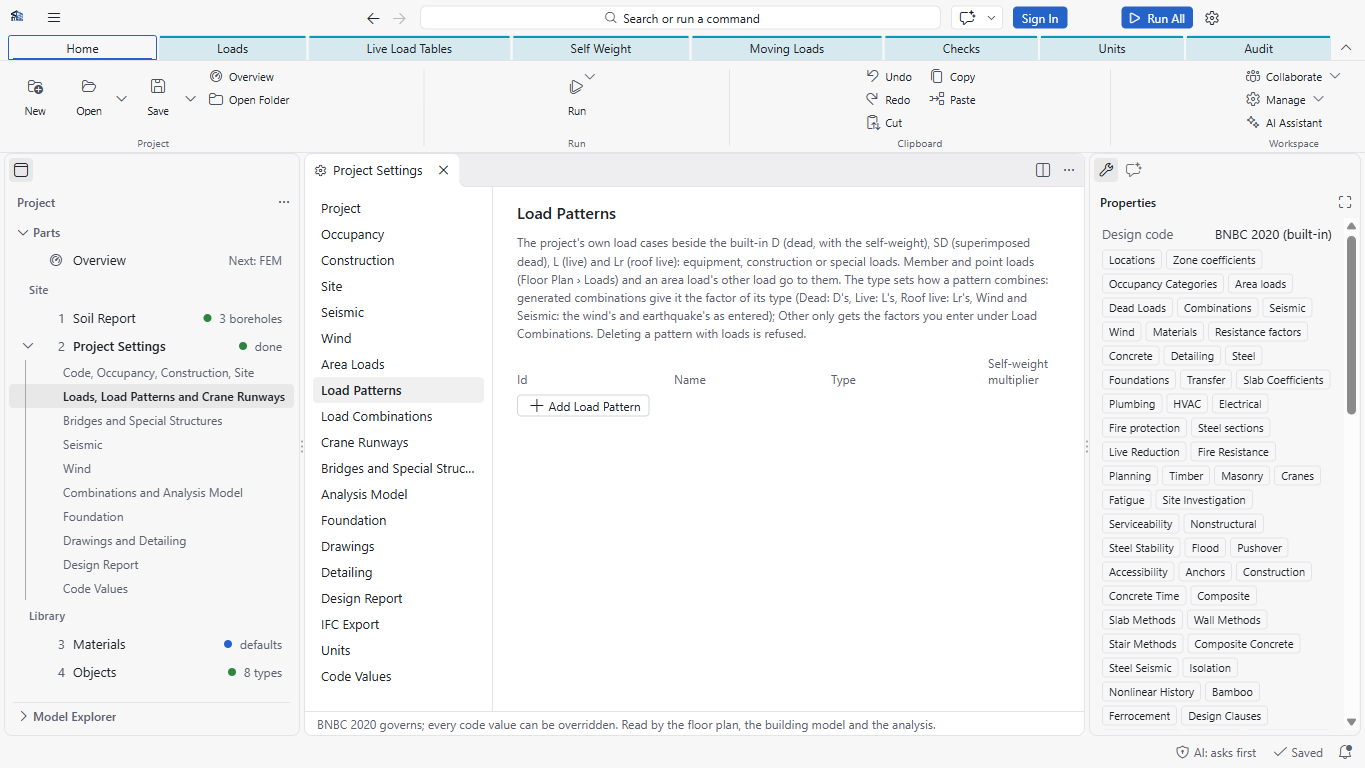 Search or run a command
Sign In
Run All
Home
Loads
Live Load Tables
Self Weight
Moving Loads
Checks
Units
Audit
New
Open
Save
Overview
Open Folder
Project
Run
Run
Undo
Redo
Cut
Copy
Paste
Clipboard
Collaborate
Manage
AI Assistant
Workspace
Project
Parts
Overview Next: FEM
Site
1 Soil Report 3 boreholes
2 Project Settings done
Code, Occupancy, Construction, Site
Loads, Load Patterns and Crane Runways
Bridges and Special Structures
Seismic
Wind
Combinations and Analysis Model
Foundation
Drawings and Detailing
Design Report
Code Values
Library
3 Materials defaults
4 Objects 8 types
Model Explorer
Project Settings
Project
Occupancy
Construction
Site
Seismic
Wind
Area Loads
Load Patterns
Load Combinations
Crane Runways
Bridges and Special Struc...
Analysis Model
Foundation
Drawings
Detailing
Design Report
IFC Export
Units
Code Values
Load Patterns
The project's own load cases beside the built-in D (dead, with the self-weight), SD (superimposed
dead), L (live) and Lr (roof live): equipment, construction or special loads. Member and point loads
(Floor Plan › Loads) and an area load's other load go to them. The type sets how a pattern combines:
generated combinations give it the factor of its type (Dead: D's, Live: L's, Roof live: Lr's, Wind and
Seismic: the wind's and earthquake's as entered); Other only gets the factors you enter under Load
Combinations. Deleting a pattern with loads is refused.
Id Name Type Self-weight
multiplier
Add Load Pattern
BNBC 2020 governs; every code value can be overridden. Read by the floor plan, the building model and the analysis.
Properties
Design code BNBC 2020 (built-in)
Locations Zone coefficients
Occupancy Categories Area loads
Dead Loads Combinations Seismic
Wind Materials Resistance factors
Concrete Detailing Steel
Foundations Transfer Slab Coefficients
Plumbing HVAC Electrical
Fire protection Steel sections
Live Reduction Fire Resistance
Planning Timber Masonry Cranes
Fatigue Site Investigation
Serviceability Nonstructural
Steel Stability Flood Pushover
Accessibility Anchors Construction
Concrete Time Composite
Slab Methods Wall Methods
Stair Methods Composite Concrete
Steel Seismic Isolation
Nonlinear History Bamboo
Ferrocement Design Clauses
AI: asks first Saved